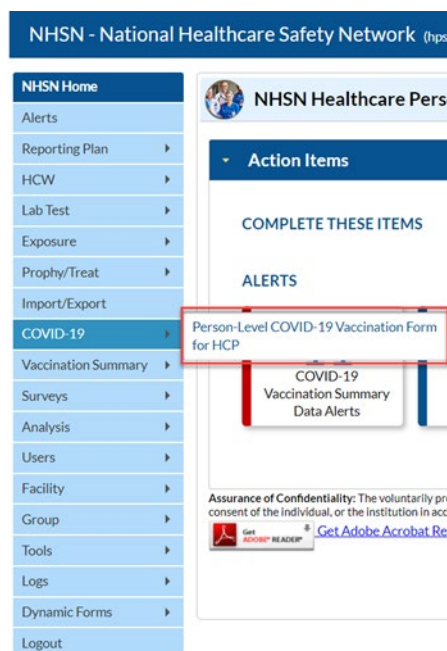 NHSN - National Healthcare Safety Network (hps
NHSN Home
Alerts
Reporting Plan
HCW
Lab Test
Exposure
Prophy/Treat
Import/Export
COVID-19
Vaccination Summary
Surveys
Analysis
Users
Facility
Group
Tools
Logs
Dynamic Forms
Logout
NHSN Healthcare Pers
Action Items
COMPLETE THESE ITEMS
ALERTS
Person-Level COVID-19 Vaccination Form
for HCP
COVID-19
Vaccination Summary
Data Alerts
Assurance of Confidentiality: The voluntarily pr
consent of the individual, or the institution in acc
Get
ADOBE® READER®
Get Adobe Acrobat Re